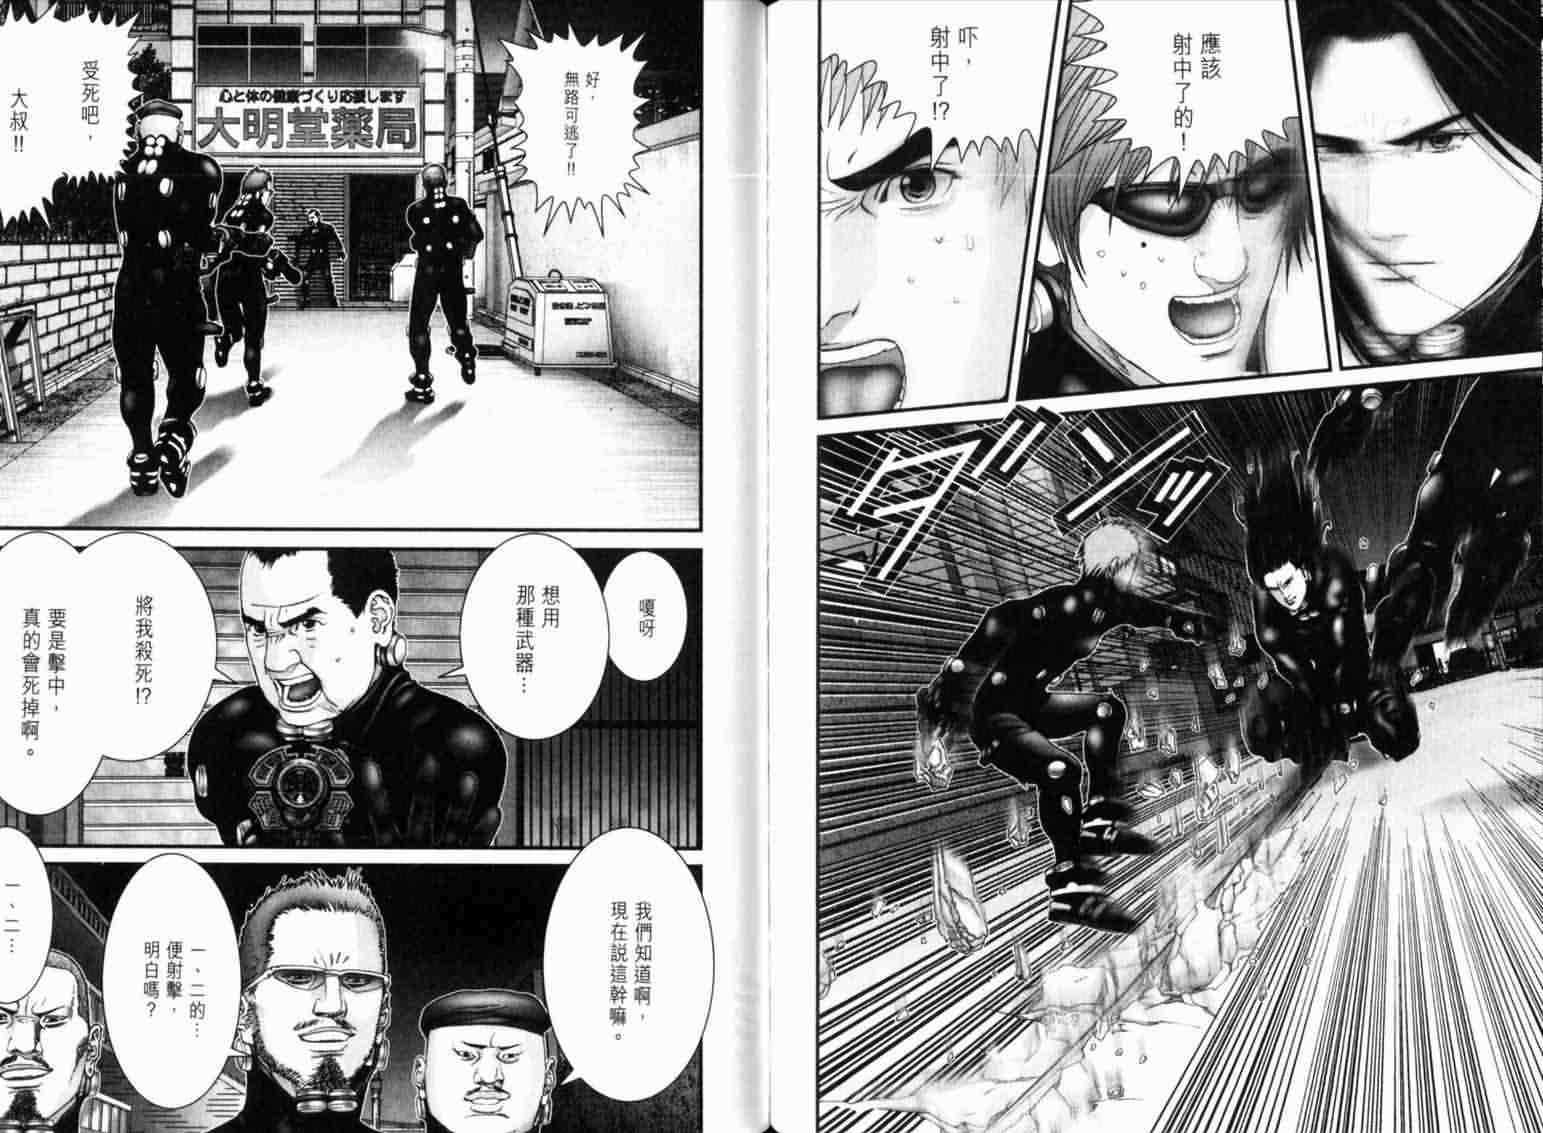 應該
射中了的！
吓，
射中了!?
ダンッ
好，
無路可逃了!!
受死吧，
大叔!!
心と体の健康づくり応援します
大明堂薬局
嗄呀
想用
那種武器…
將我殺死!?
要是擊中，
真的會死掉啊。
我們知道啊，
現在説這幹嘛。
一、二的…
便射擊，
明白嗎？
一、二…